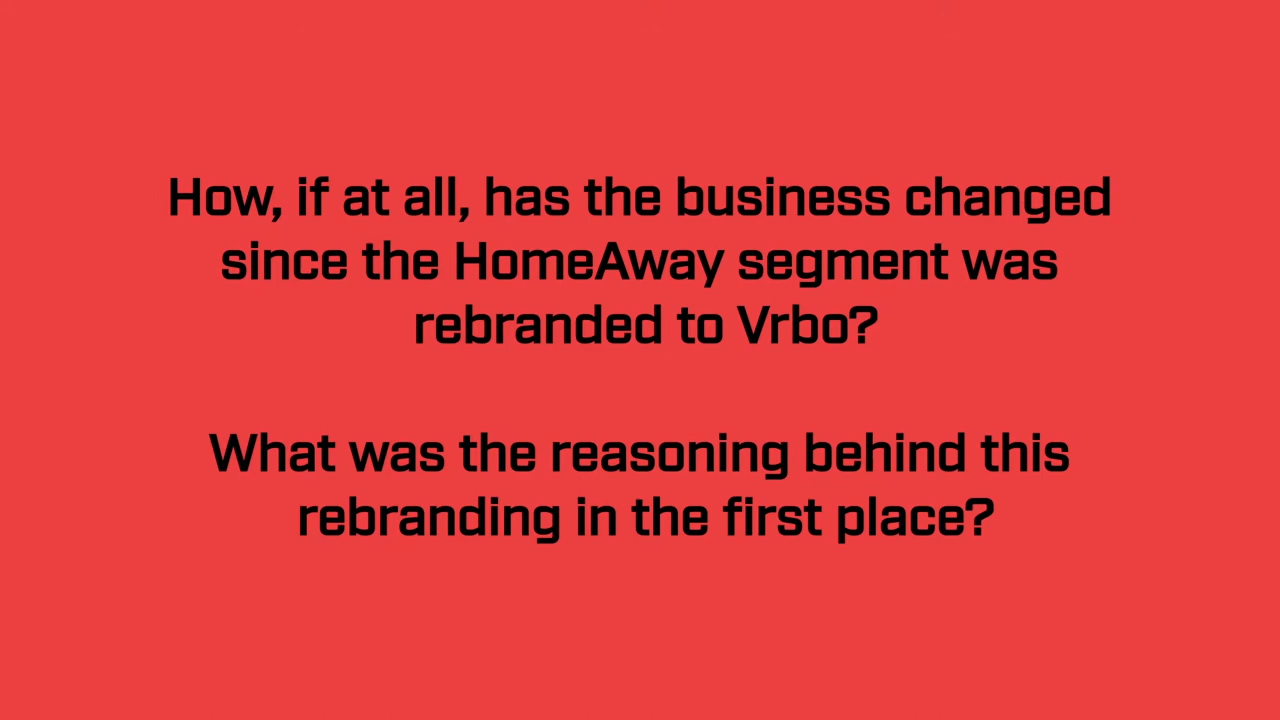 How, if at all, has the business changed
since the HomeAway segment was
rebranded to Vrbo?
What was the reasoning behind this
rebranding in the first place?